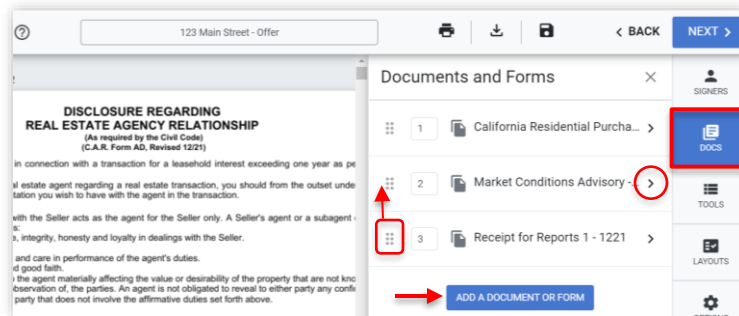 123 Main Street - Offer
BACK
NEXT
DISCLOSURE REGARDING
REAL ESTATE AGENCY RELATIONSHIP
(As required by the Civil Code)
(C.A.R. Form AD, Revised 12/21)
in connection with a transaction for a leasehold interest exceeding one year as pe
al estate agent regarding a real estate transaction, you should from the outset unde
tation you wish to have with the agent in the transaction.
with the Seller acts as the agent for the Seller only. A Seller's agent or a subagent
s:
e, integrity, honesty and loyalty in dealings with the Seller.
and care in performance of the agent's duties.
d good faith.
the agent materially affecting the value or desirability of the property that are not kno
observation of, the parties. An agent is not obligated to reveal to either party any confi
party that does not involve the affirmative duties set forth above.
Documents and Forms
1 California Residential Purcha...
2 Market Conditions Advisory -...
3 Receipt for Reports 1 - 1221
ADD A DOCUMENT OR FORM
SIGNERS
DOCS
TOOLS
LAYOUTS